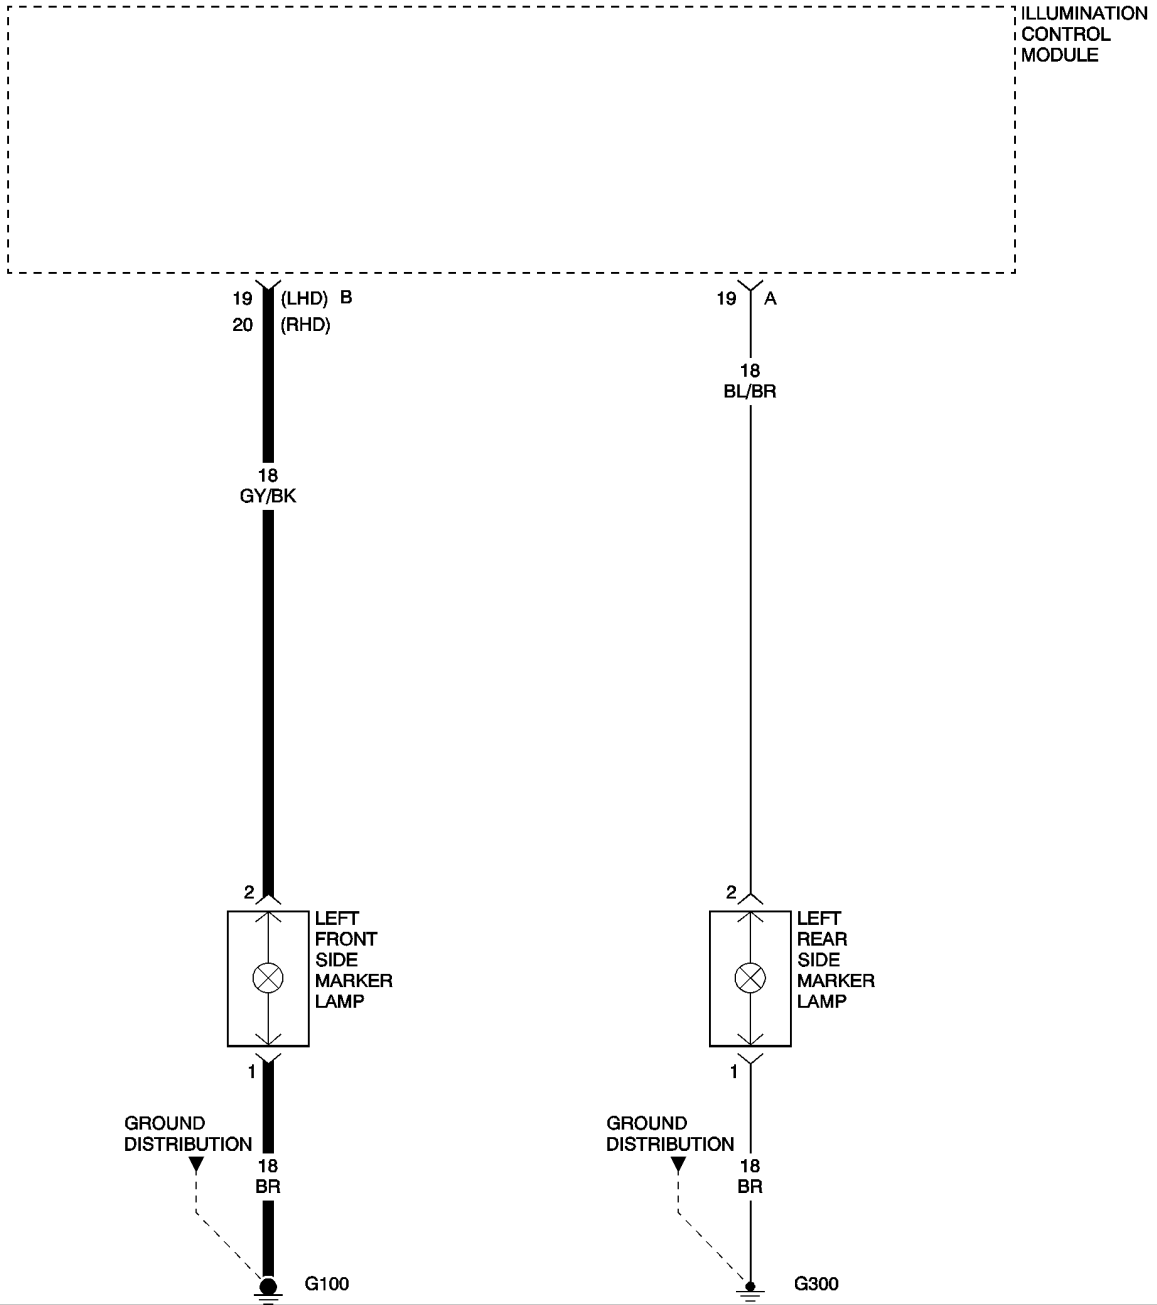 ILLUMINATION
CONTROL
MODULE
19 (LHD) B
20 (RHD)
19 A
18
BL/BR
18
GY/BK
2
LEFT
FRONT
SIDE
MARKER
LAMP
2
LEFT
REAR
SIDE
MARKER
LAMP
1
1
GROUND
DISTRIBUTION
18
BR
GROUND
DISTRIBUTION
18
BR
G100
G300